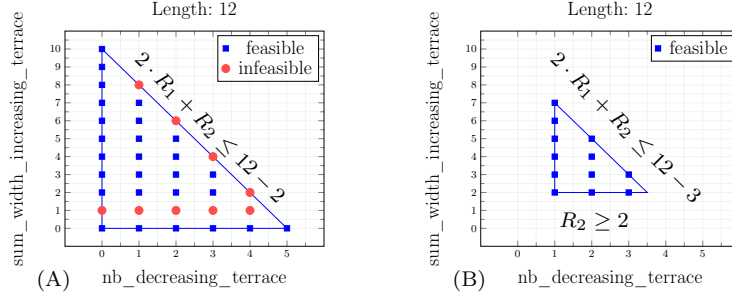 Length: 12
sum_width_increasing_terrace
10
9
8
7
6
5
4
3
2
1
0
feasible
infeasible
2 · R₁ + R₂ ≤ 12 − 2
0 1 2 3 4 5
(A) nb_decreasing_terrace
Length: 12
sum_width_increasing_terrace
10
9
8
7
6
5
4
3
2
1
0
feasible
2 · R₁ + R₂ ≤ 12 − 3
R₂ ≥ 2
0 1 2 3 4 5
(B) nb_decreasing_terrace